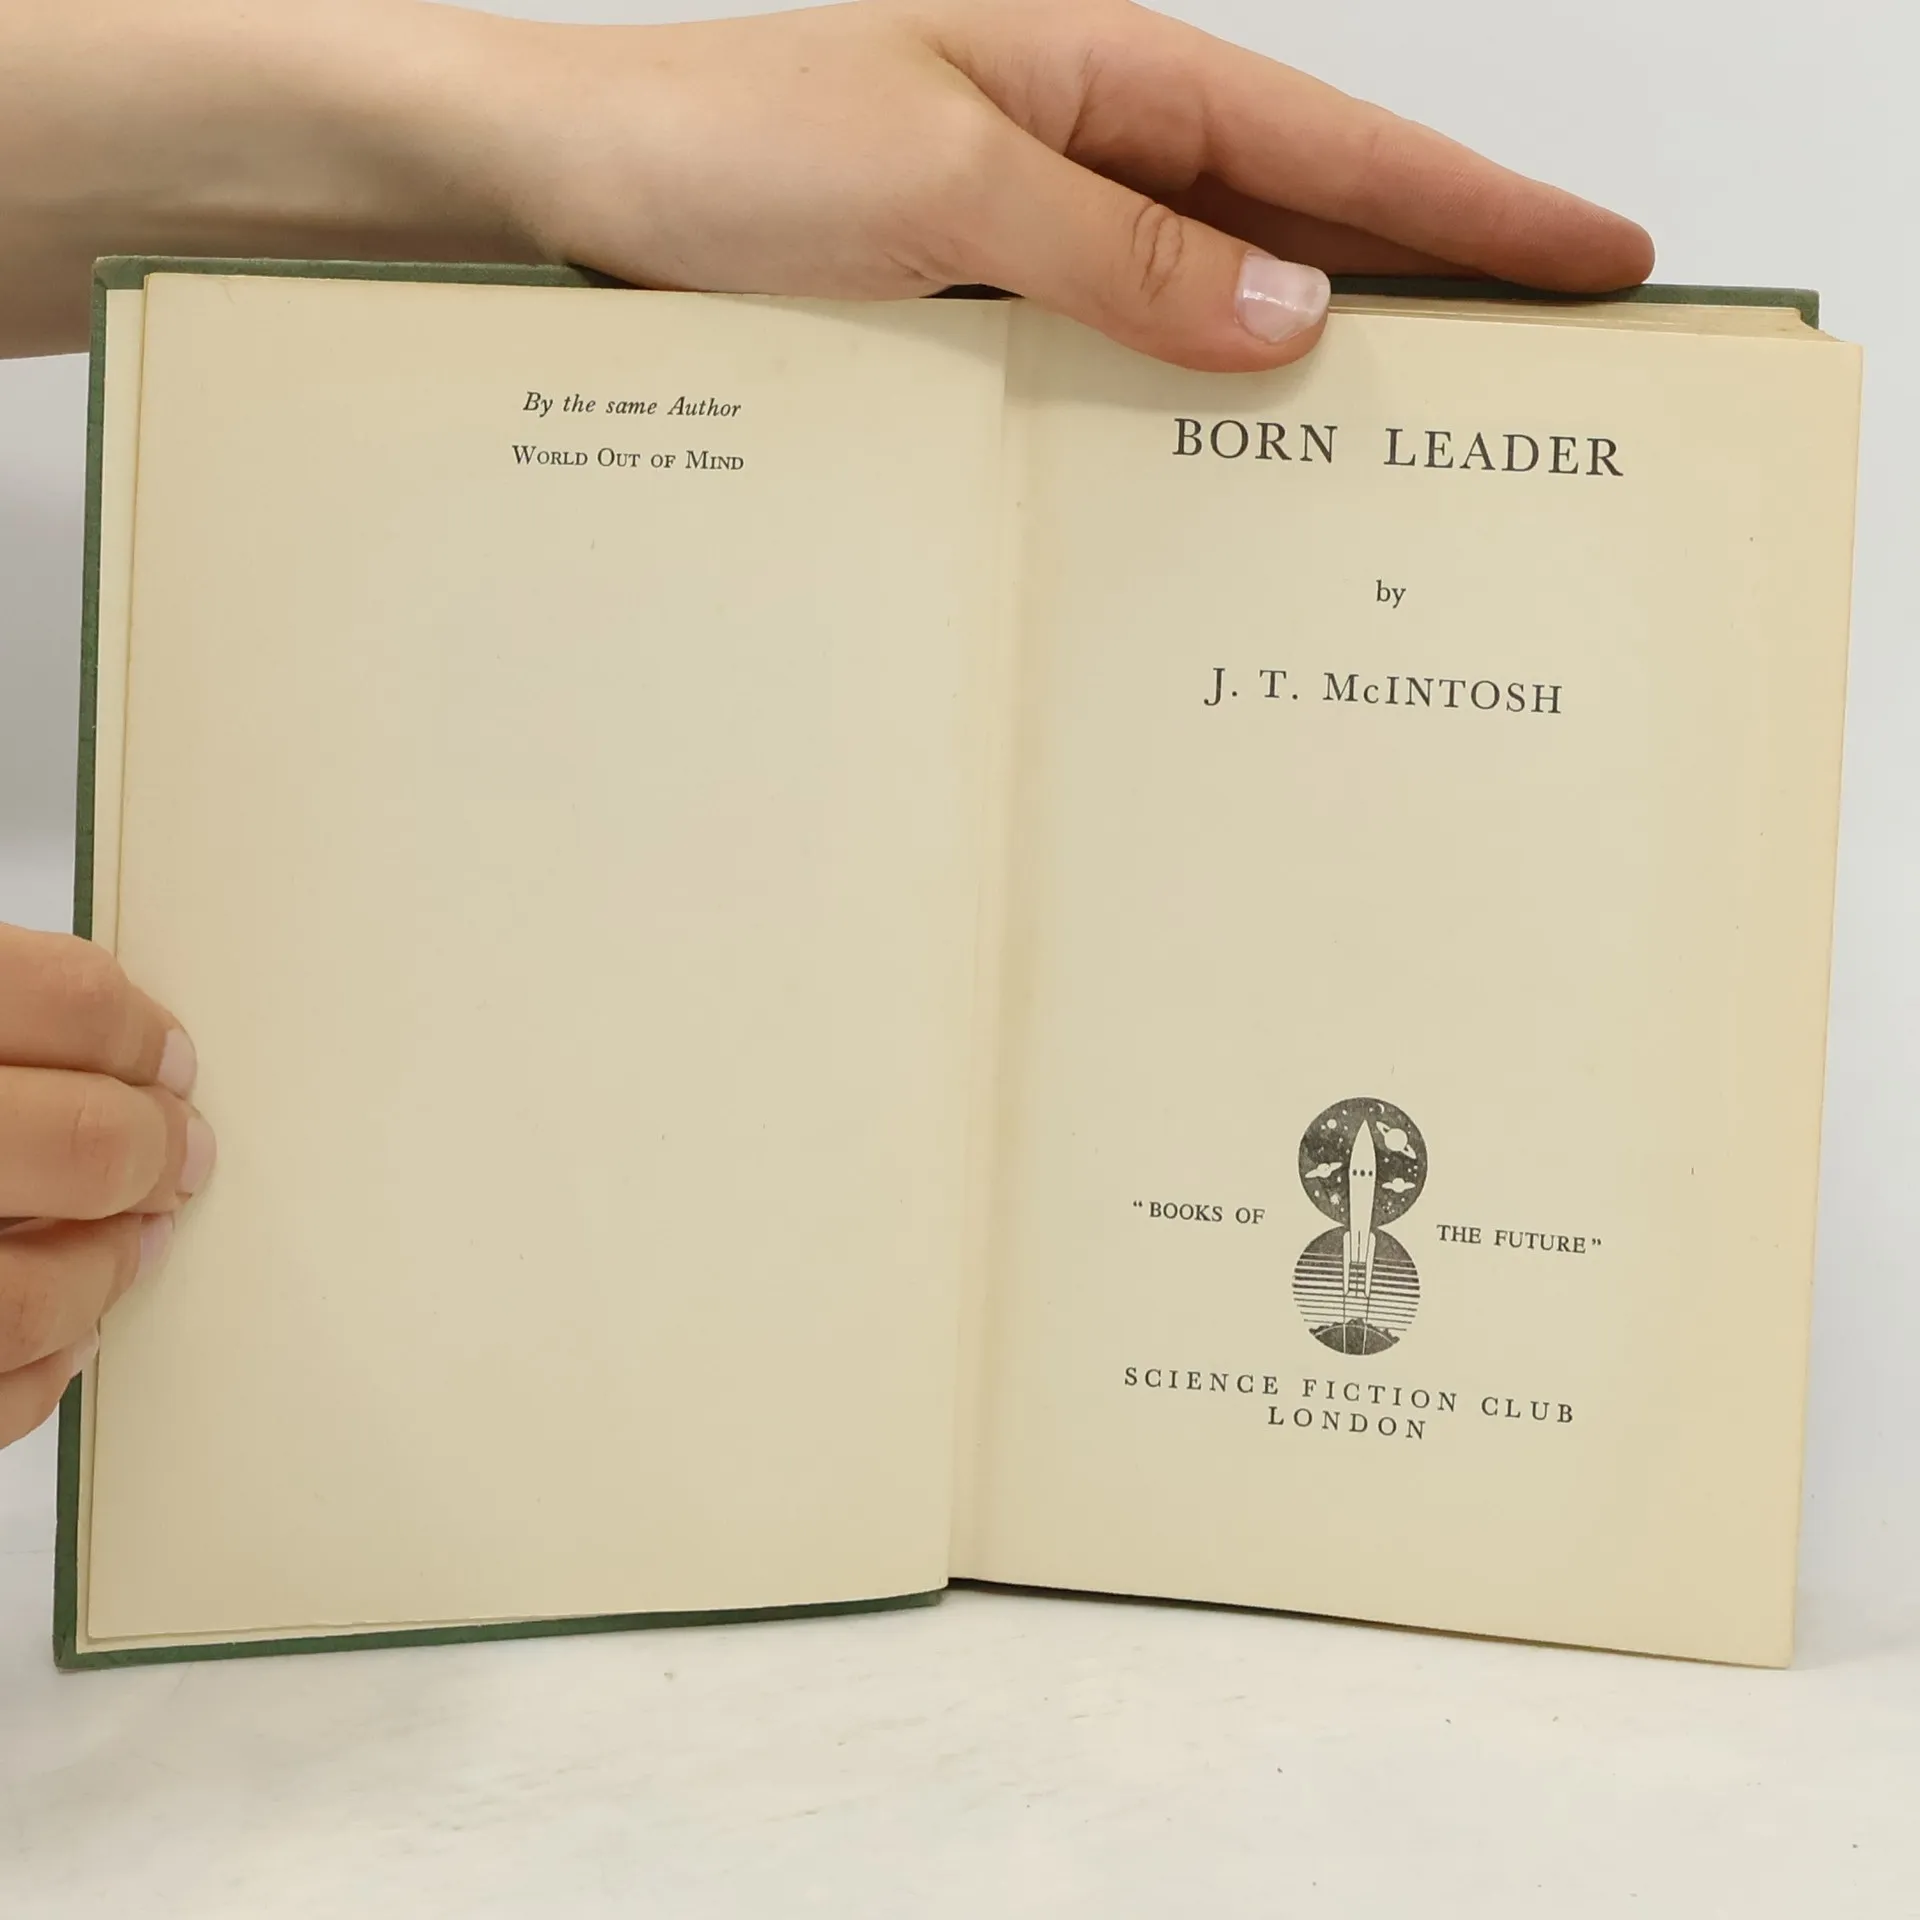 By the same Author
World Out of Mind
BORN LEADER
by
J. T. McINTOSH
“BOOKS OF THE FUTURE”
SCIENCE FICTION CLUB
LONDON